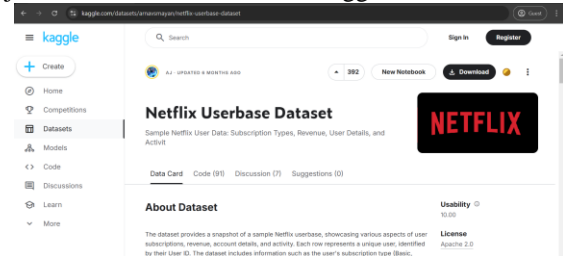 kaggle.com/datasets/arnavsmayan/netflix-userbase-dataset
Guest
kaggle
Search
Sign In
Register
Create
AJ · UPDATED 6 MONTHS AGO
392
New Notebook
Download
Home
Competitions
Datasets
Models
Code
Discussions
Learn
More
Netflix Userbase Dataset
Sample Netflix User Data: Subscription Types, Revenue, User Details, and
Activit
NETFLIX
Data Card Code (91) Discussion (7) Suggestions (0)
About Dataset
The dataset provides a snapshot of a sample Netflix userbase, showcasing various aspects of user
subscriptions, revenue, account details, and activity. Each row represents a unique user, identified
by their User ID. The dataset includes information such as the user's subscription type (Basic,
Usability
10.00
License
Apache 2.0